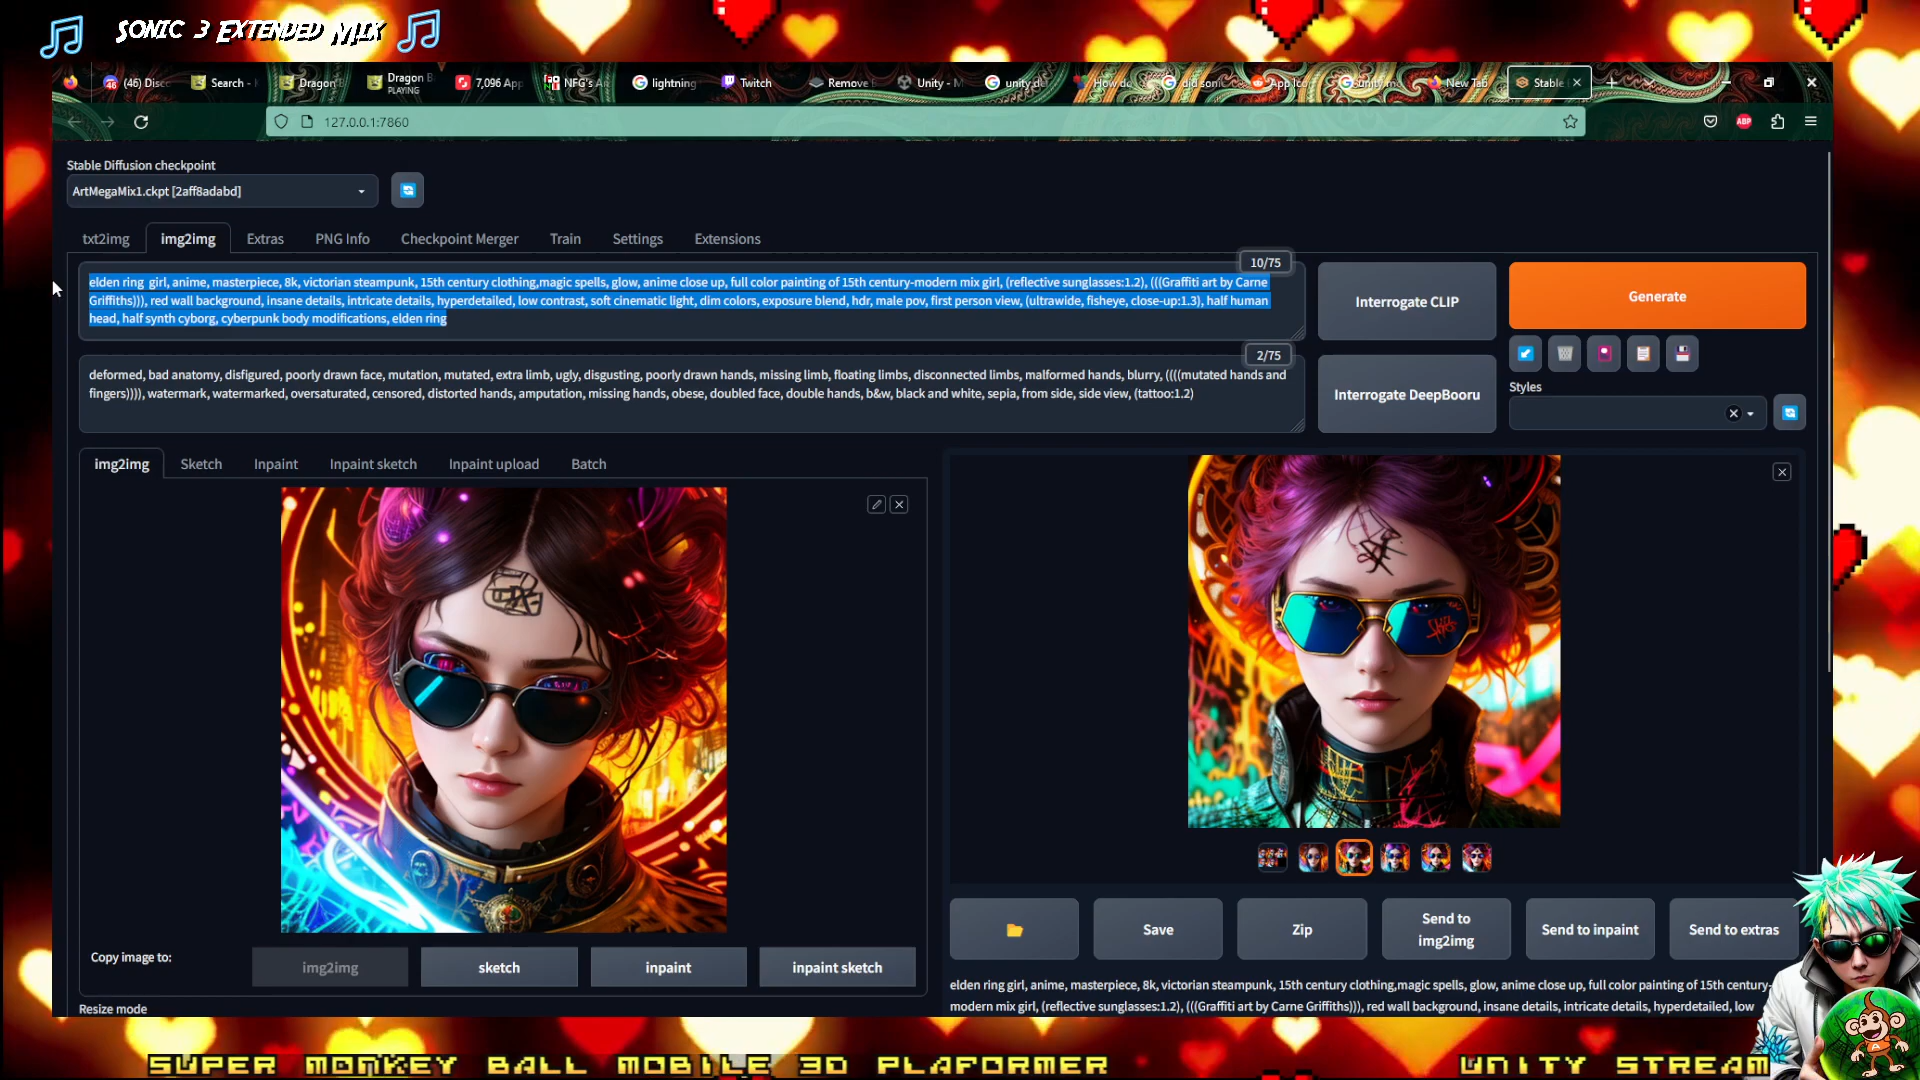 Sonic 3 Extended Mix
(46) Disc
Search -
Dragon
Dragon B
PLAYING
7,096 App
NFG's A
lightning
Twitch
Remove
Unity - M
unity de
How do
did soni
App Ico
unity m
New Tab
Stable
127.0.0.1:7860
ABP
Stable Diffusion checkpoint
ArtMegaMix1.ckpt [2aff8adabd]
txt2img
img2img
Extras
PNG Info
Checkpoint Merger
Train
Settings
Extensions
10/75
elden ring girl, anime, masterpiece, 8k, victorian steampunk, 15th century clothing,magic spells, glow, anime close up, full color painting of 15th century-modern mix girl, (reflective sunglasses:1.2), (((Graffiti art by Carne
Griffiths))), red wall background, insane details, intricate details, hyperdetailed, low contrast, soft cinematic light, dim colors, exposure blend, hdr, male pov, first person view, (ultrawide, fisheye, close-up:1.3), half human
head, half synth cyborg, cyberpunk body modifications, elden ring
Interrogate CLIP
Generate
2/75
deformed, bad anatomy, disfigured, poorly drawn face, mutation, mutated, extra limb, ugly, disgusting, poorly drawn hands, missing limb, floating limbs, disconnected limbs, malformed hands, blurry, ((((mutated hands and
fingers)))), watermark, watermarked, oversaturated, censored, distorted hands, amputation, missing hands, obese, doubled face, double hands, b&w, black and white, sepia, from side, side view, (tattoo:1.2)
Interrogate DeepBooru
Styles
img2img
Sketch
Inpaint
Inpaint sketch
Inpaint upload
Batch
Copy image to:
img2img
sketch
inpaint
inpaint sketch
Resize mode
Save
Zip
Send to
img2img
Send to inpaint
Send to extras
elden ring girl, anime, masterpiece, 8k, victorian steampunk, 15th century clothing,magic spells, glow, anime close up, full color painting of 15th century-
modern mix girl, (reflective sunglasses:1.2), (((Graffiti art by Carne Griffiths))), red wall background, insane details, intricate details, hyperdetailed, low
SUPER MONKEY BALL MOBILE 3D PLAFORMER
UNITY STREAM